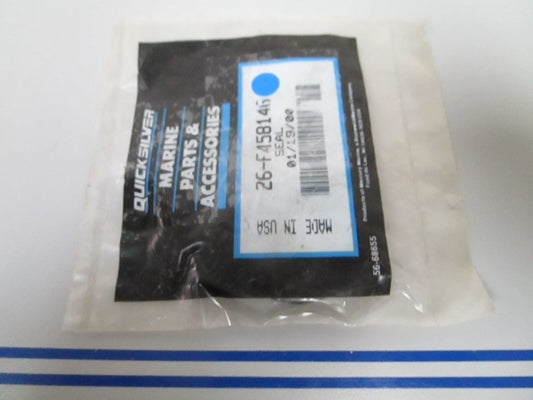 QUICKSILVER
MARINE
PARTS &
ACCESSORIES
26-F458146
SEAL
01/19/00
MADE IN USA
56-68655